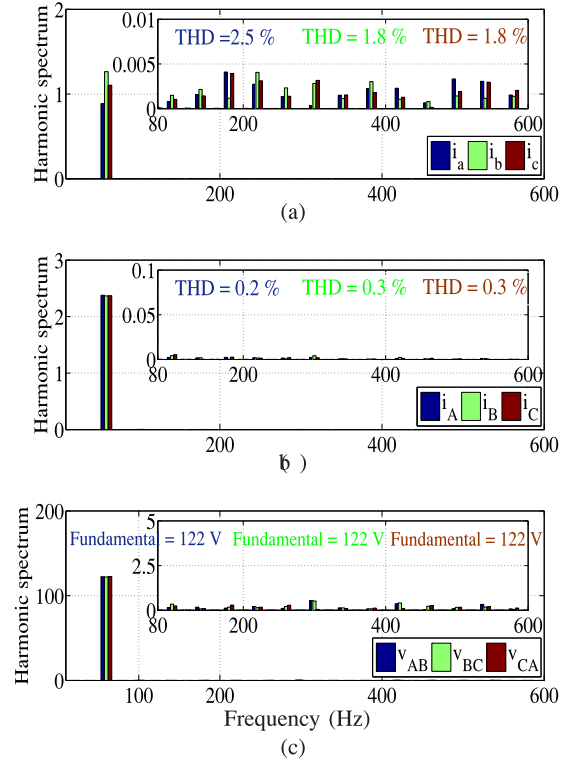 Harmonic spectrum
2
1
0
0.01
0.005
0
THD =2.5 % THD = 1.8 % THD = 1.8 %
80 200 400 600
i_a i_b i_c
200 400 600
(a)
Harmonic spectrum
3
2
1
0
0.1
0.05
0
THD = 0.2 % THD = 0.3 % THD = 0.3 %
80 200 400 600
i_A i_B i_C
200 400 600
(b)
Harmonic spectrum
200
100
0
5
2.5
0
Fundamental = 122 V Fundamental = 122 V Fundamental = 122 V
80 200 400 600
v_AB v_BC v_CA
100 200 400 600
Frequency (Hz)
(c)